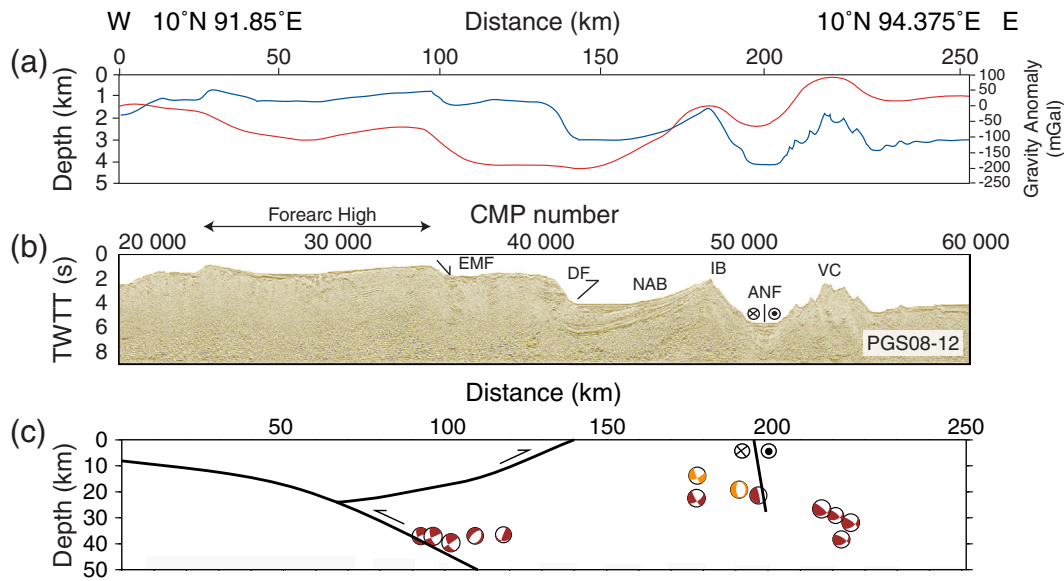 W 10°N 91.85°E Distance (km) 10°N 94.375°E E
(a)
0 50 100 150 200 250
Depth (km)
0
1
2
3
4
5
100
50
0
-50
-100
-150
-200
-250
Gravity Anomaly
(mGal)
Forearc High
CMP number
(b)
20 000 30 000 40 000 50 000 60 000
TWTT (s)
0
2
4
6
8
EMF
DF
NAB
IB
ANF
VC
PGS08-12
Distance (km)
(c)
50 100 150 200 250
Depth (km)
0
10
20
30
40
50